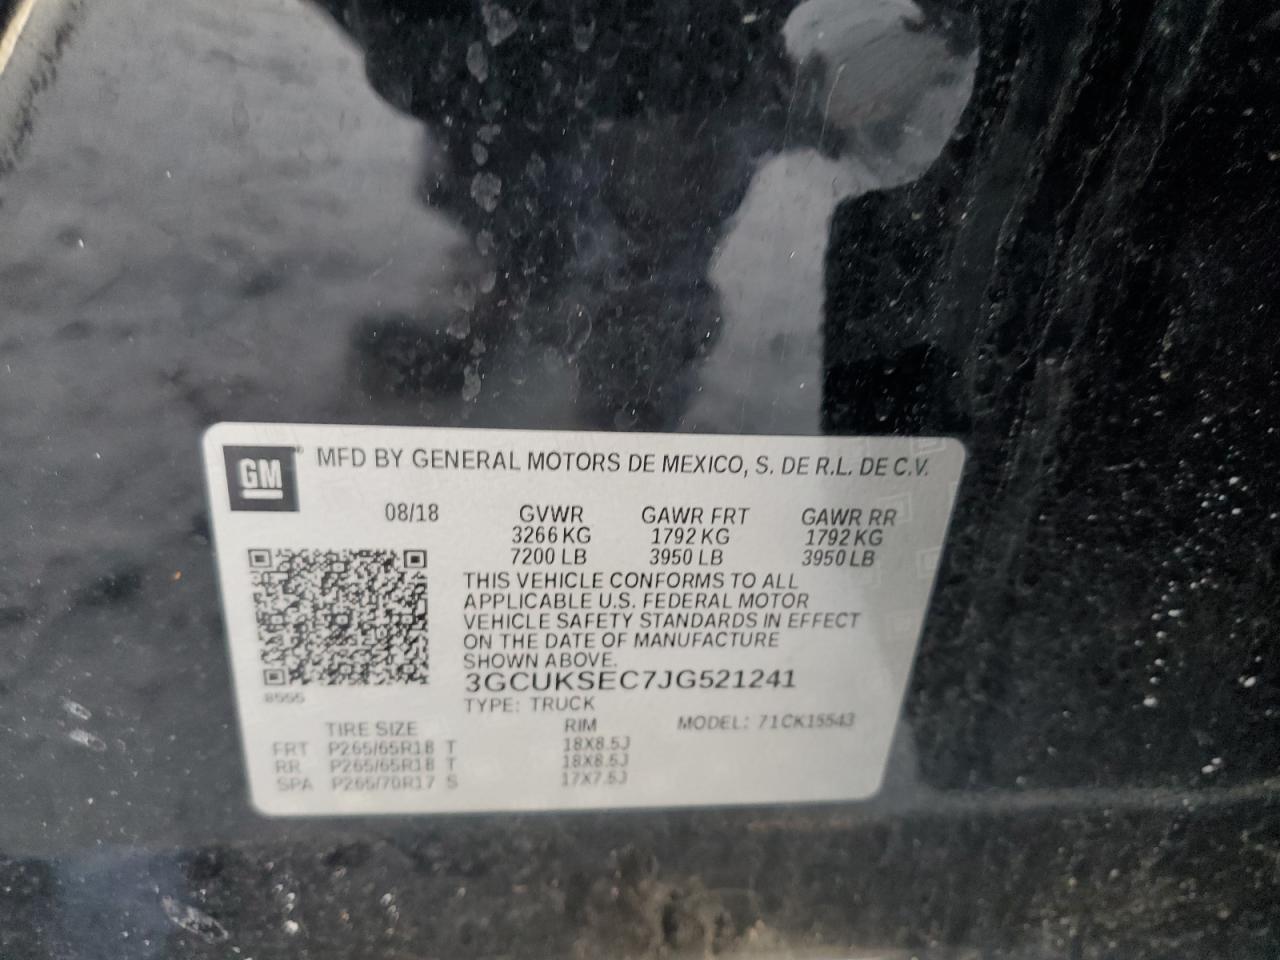 GM
MFD BY GENERAL MOTORS DE MEXICO, S. DE R.L. DE C.V.
08/18 GVWR GAWR FRT GAWR RR
3266 KG 1792 KG 1792 KG
7200 LB 3950 LB 3950 LB
THIS VEHICLE CONFORMS TO ALL
APPLICABLE U.S. FEDERAL MOTOR
VEHICLE SAFETY STANDARDS IN EFFECT
ON THE DATE OF MANUFACTURE
SHOWN ABOVE.
3GCUKSEC7JG521241
8555
TYPE: TRUCK
TIRE SIZE RIM MODEL: 71CK15543
FRT P265/65R18 T 18X8.5J
RR P265/65R18 T 18X8.5J
SPA P265/70R17 S 17X7.5J